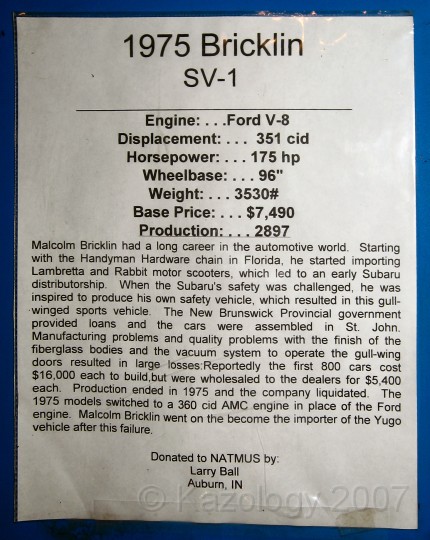 1975 Bricklin
SV-1
Engine: . . .Ford V-8
Displacement: . . . 351 cid
Horsepower: . . . 175 hp
Wheelbase: . . . 96"
Weight: . . . 3530#
Base Price: . . . $7,490
Production: . . . 2897
Malcolm Bricklin had a long career in the automotive world. Starting
with the Handyman Hardware chain in Florida, he started importing
Lambretta and Rabbit motor scooters, which led to an early Subaru
distributorship. When the Subaru's safety was challenged, he was
inspired to produce his own safety vehicle, which resulted in this gull-
winged sports vehicle. The New Brunswick Provincial government
provided loans and the cars were assembled in St. John.
Manufacturing problems and quality problems with the finish of the
fiberglass bodies and the vacuum system to operate the gull-wing
doors resulted in large losses:Reportedly the first 800 cars cost
$16,000 each to build,but were wholesaled to the dealers for $5,400
each. Production ended in 1975 and the company liquidated. The
1975 models switched to a 360 cid AMC engine in place of the Ford
engine. Malcolm Bricklin went on the become the importer of the Yugo
vehicle after this failure.
Donated to NATMUS by:
Larry Ball
Auburn, IN
© Kazology 2007